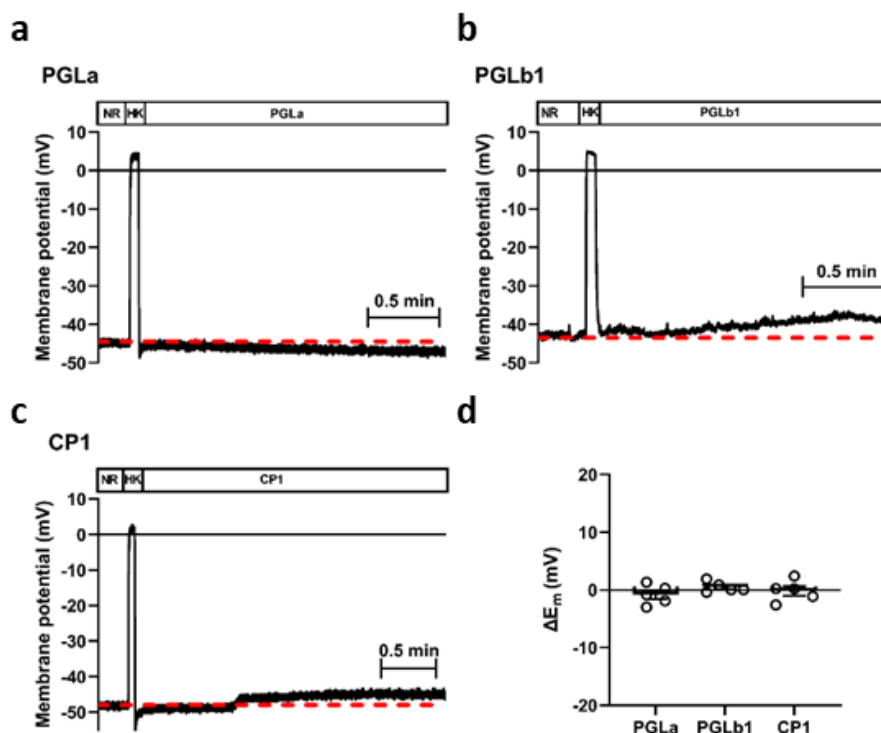 a
PGLa
NR HK PGLa
10
0
-10
-20
-30
-40
-50
Membrane potential (mV)
0.5 min
b
PGLb1
NR HK PGLb1
10
0
-10
-20
-30
-40
-50
Membrane potential (mV)
0.5 min
c
CP1
NR HK CP1
10
0
-10
-20
-30
-40
-50
Membrane potential (mV)
0.5 min
d
20
10
0
-10
-20
ΔEm (mV)
PGLa PGLb1 CP1